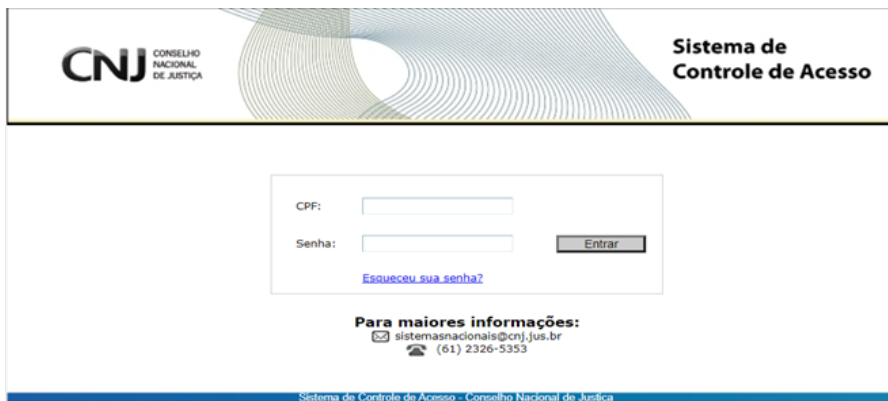 CNJ
CONSELHO
NACIONAL
DE JUSTIÇA
Sistema de
Controle de Acesso
CPF:
Senha:
Entrar
Esqueceu sua senha?
Para maiores informações:
sistemasnacionais@cnj.jus.br
(61) 2326-5353
Sistema de Controle de Acesso - Conselho Nacional de Justiça